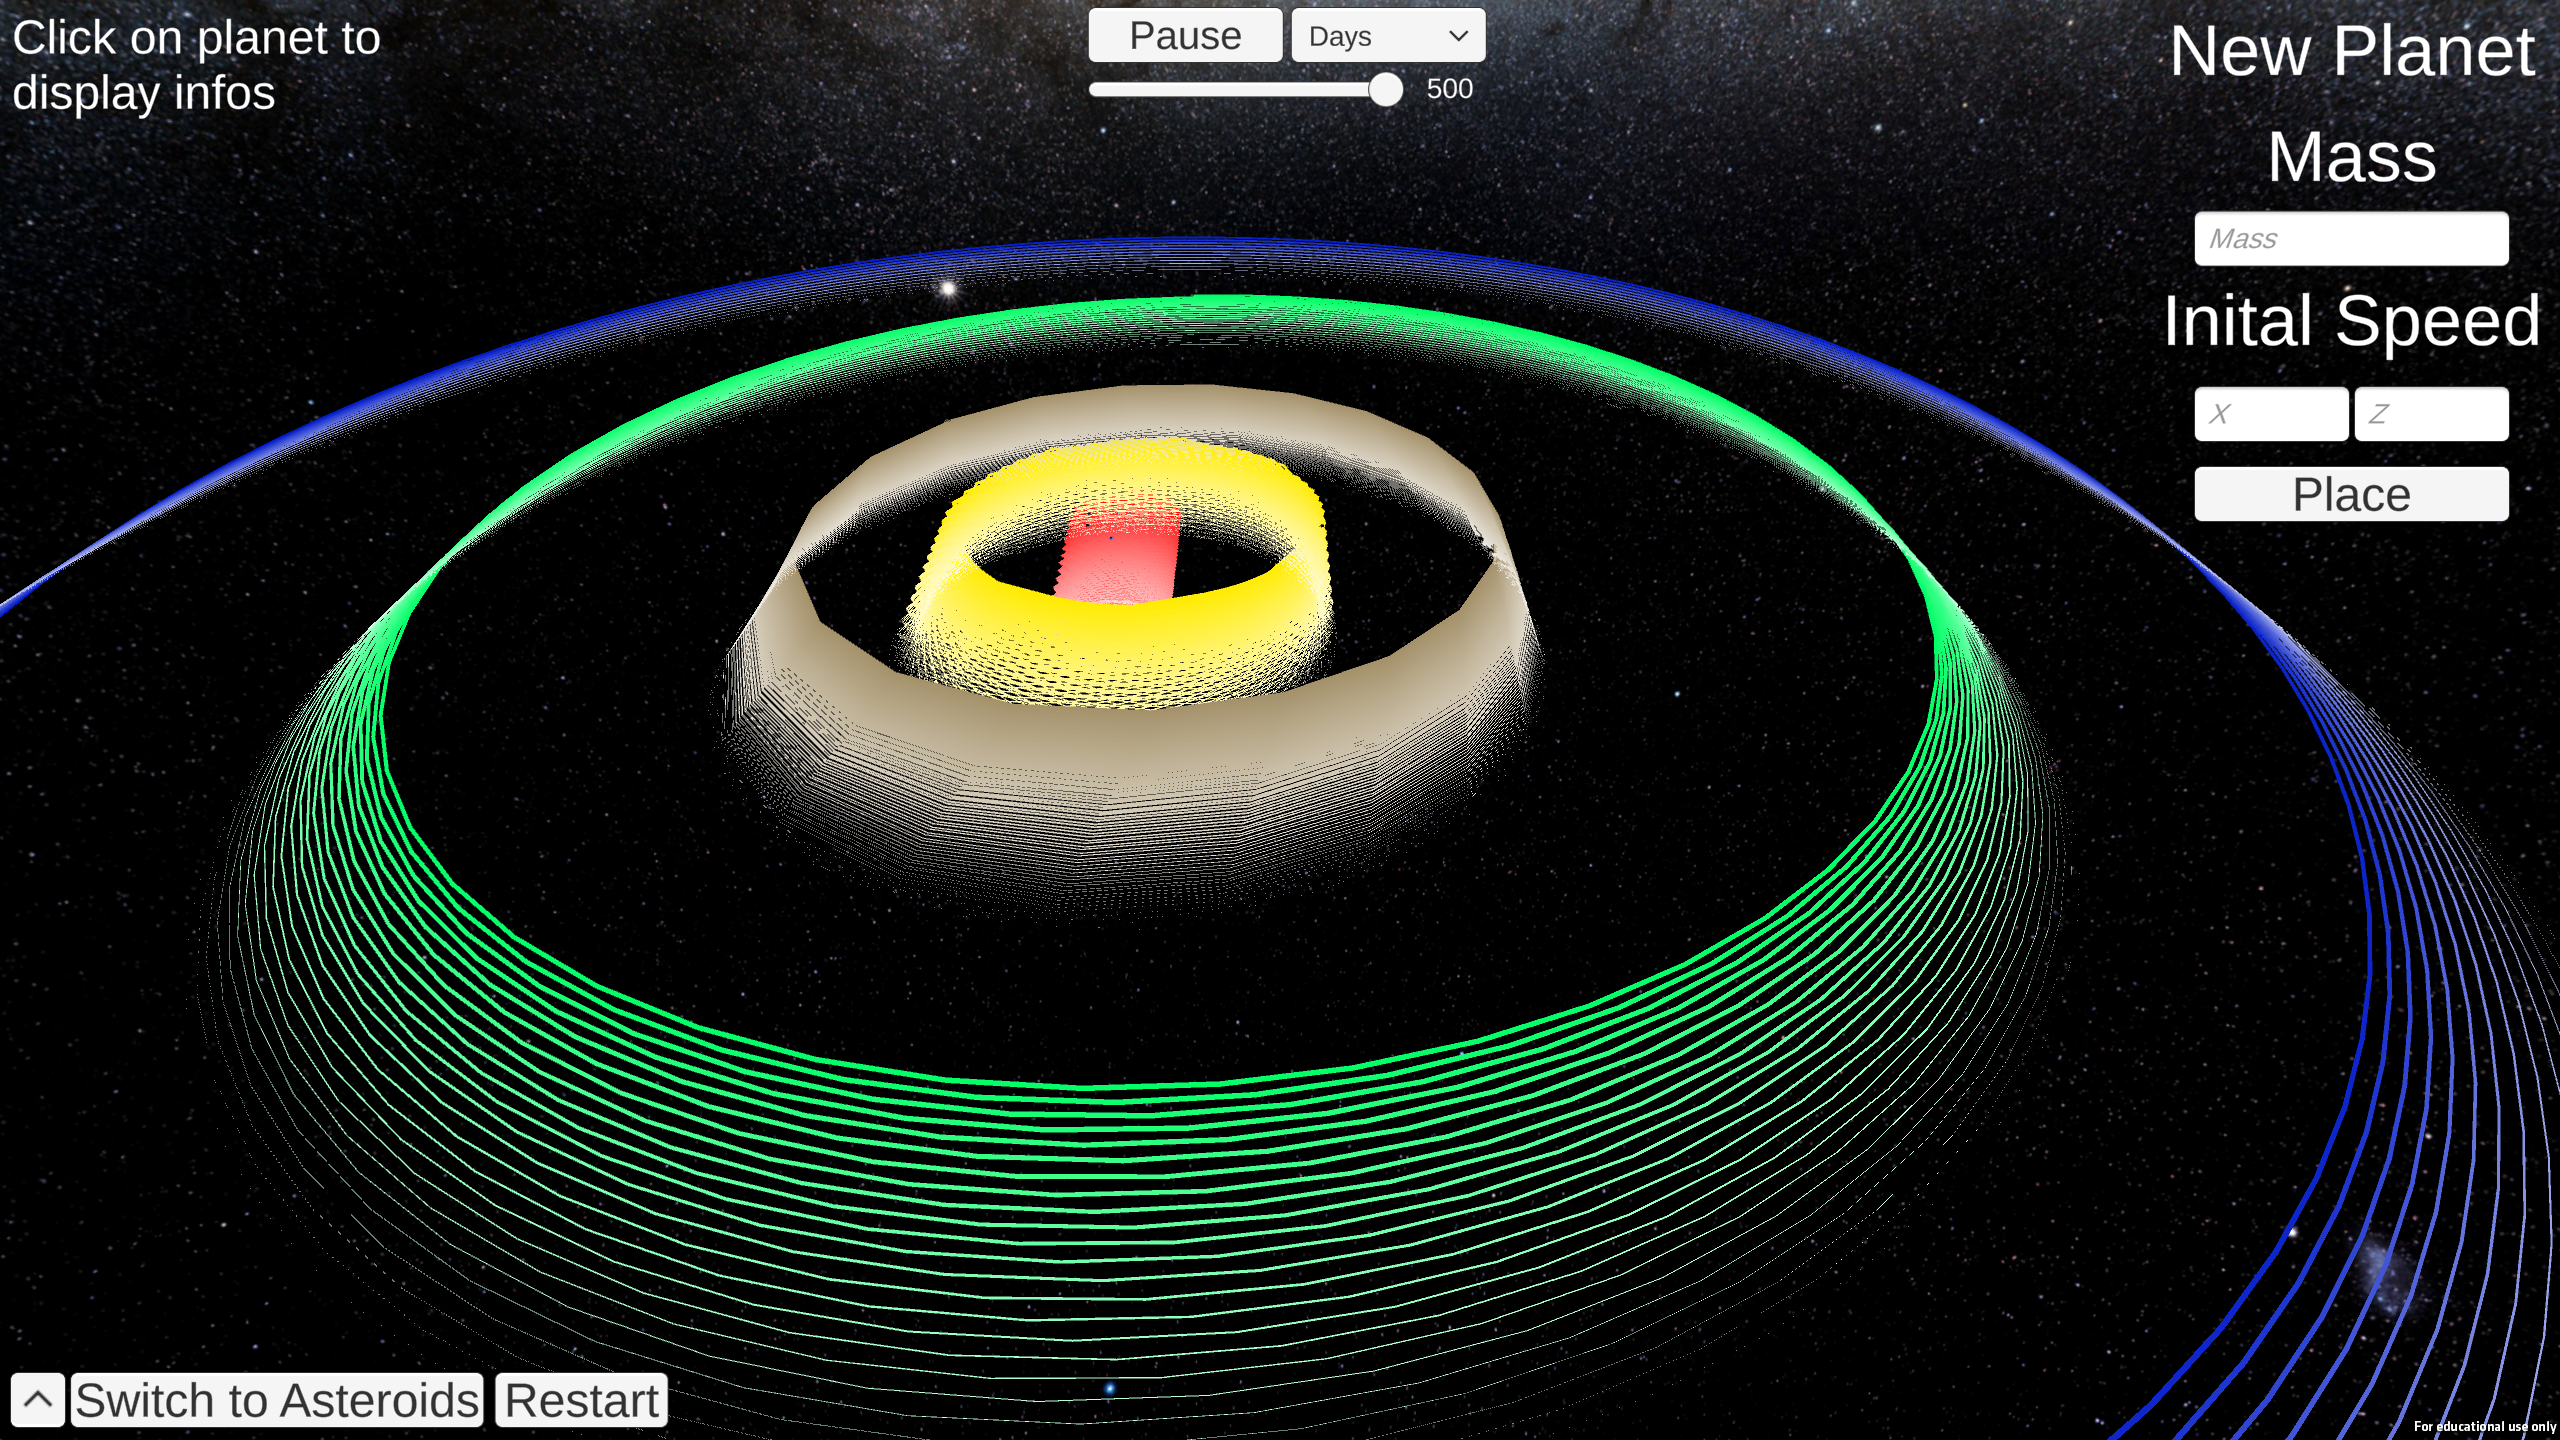 Click on planet to
display infos
Pause
Days
500
New Planet
Mass
Mass
Inital Speed
X
Z
Place
Switch to Asteroids
Restart
For educational use only